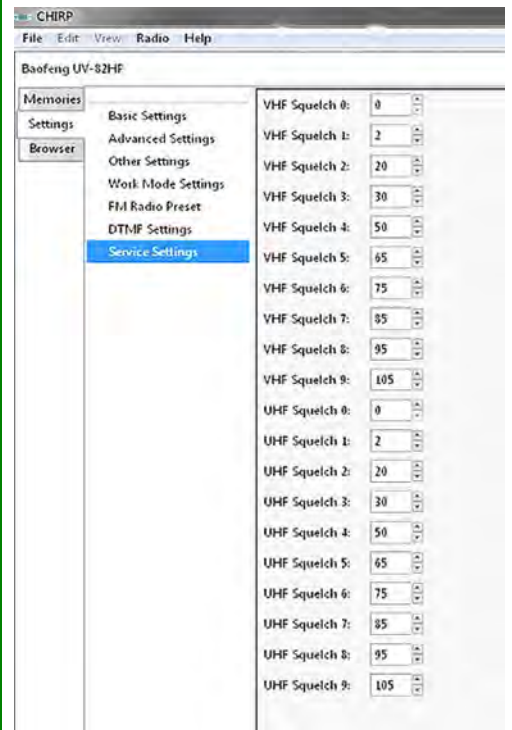 CHIRP
File Edit View Radio Help
Baofeng UV-82HF
Memories
Settings
Browser
Basic Settings
Advanced Settings
Other Settings
Work Mode Settings
FM Radio Preset
DTMF Settings
Service Settings
VHF Squelch 0: 0
VHF Squelch 1: 2
VHF Squelch 2: 20
VHF Squelch 3: 30
VHF Squelch 4: 50
VHF Squelch 5: 65
VHF Squelch 6: 75
VHF Squelch 7: 85
VHF Squelch 8: 95
VHF Squelch 9: 105
UHF Squelch 0: 0
UHF Squelch 1: 2
UHF Squelch 2: 20
UHF Squelch 3: 30
UHF Squelch 4: 50
UHF Squelch 5: 65
UHF Squelch 6: 75
UHF Squelch 7: 85
UHF Squelch 8: 95
UHF Squelch 9: 105